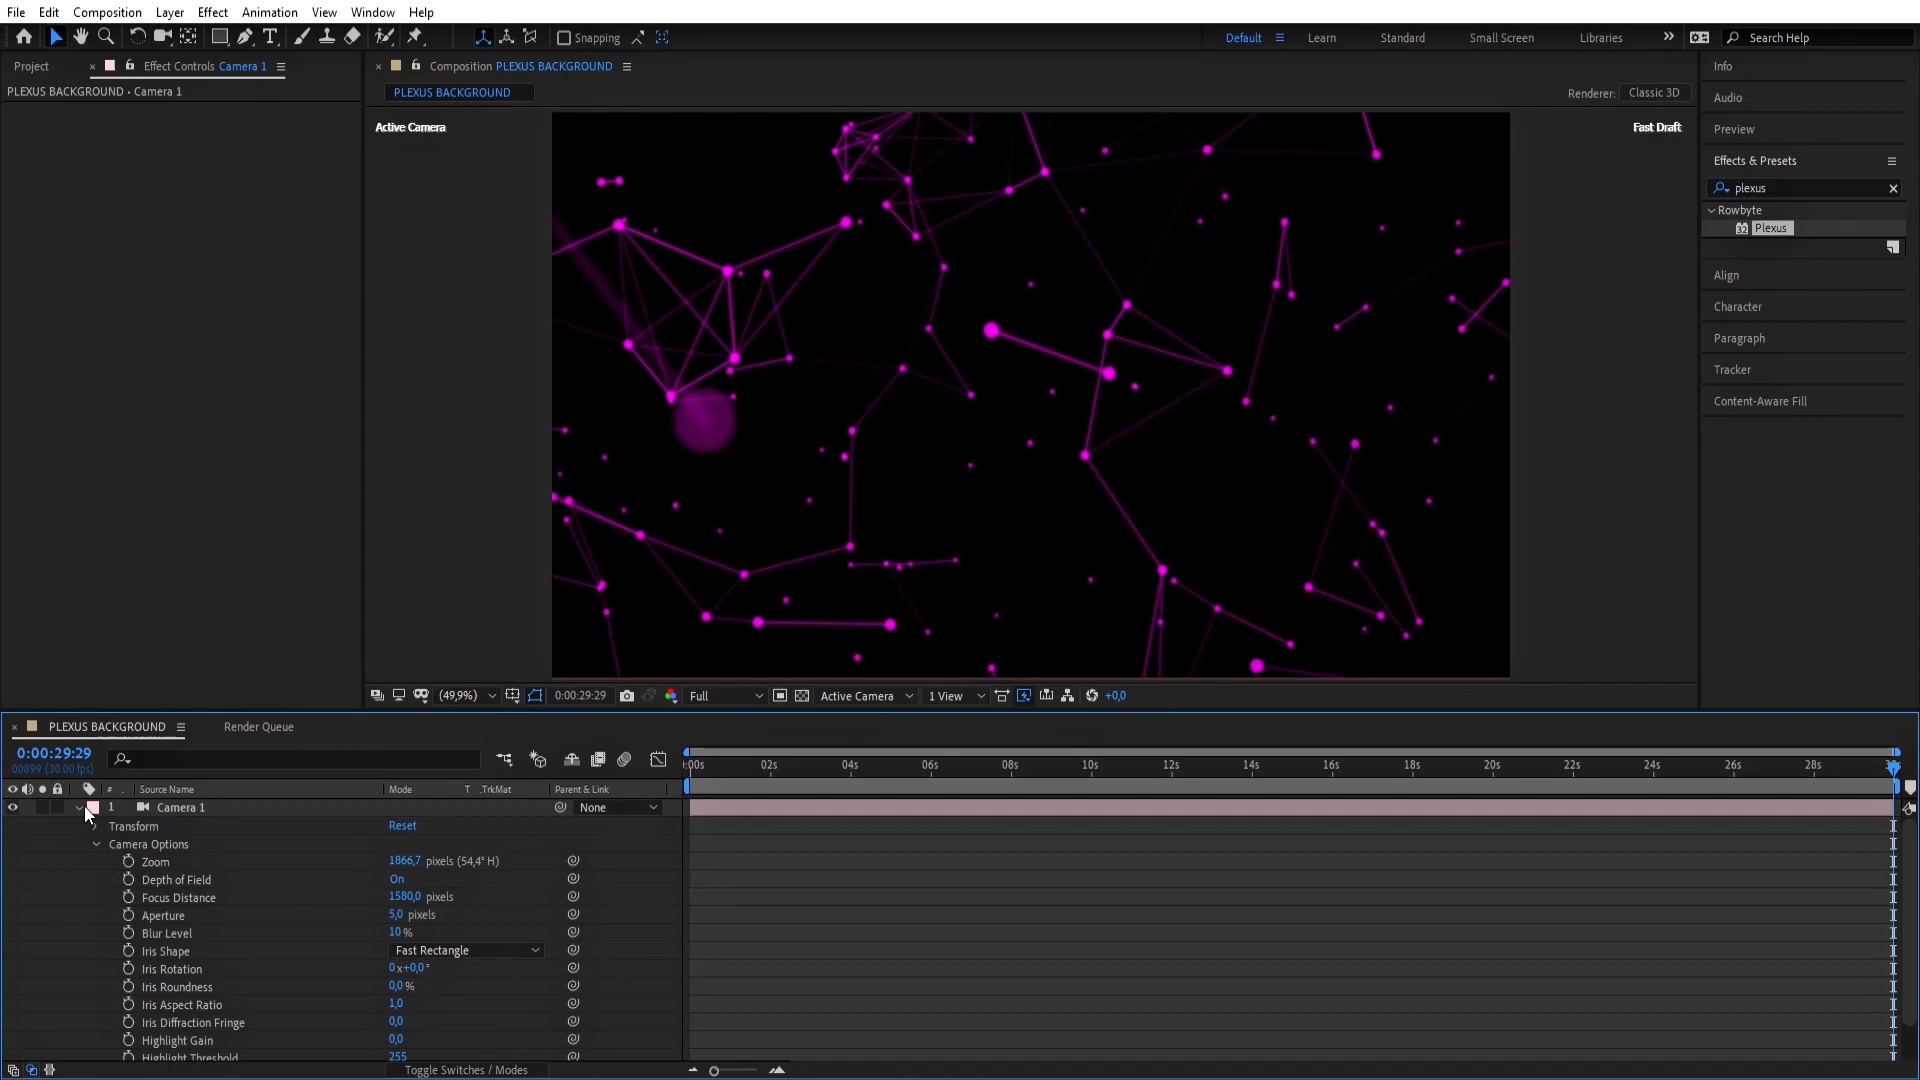 File Edit Composition Layer Effect Animation View Window Help
Snapping Default Learn Standard Small Screen Libraries Search Help
Project Effect Controls Camera 1
Composition PLEXUS BACKGROUND
Info
PLEXUS BACKGROUND • Camera 1
PLEXUS BACKGROUND
Renderer: Classic 3D
Audio
Active Camera
Fast Draft
Preview
Effects & Presets
plexus
Rowbyte
32 Plexus
Align
Character
Paragraph
Tracker
Content-Aware Fill
(49,9%) 0:00:29:29 Full Active Camera 1 View +0,0
PLEXUS BACKGROUND Render Queue
0:00:29:29
00899 (30.00 fps)
:00s 02s 04s 06s 08s 10s 12s 14s 16s 18s 20s 22s 24s 26s 28s
# Source Name Mode T .TrkMat Parent & Link
1 Camera 1 None
Transform Reset
Camera Options
Zoom 1866,7 pixels (54,4° H)
Depth of Field On
Focus Distance 1580,0 pixels
Aperture 5,0 pixels
Blur Level 10 %
Iris Shape Fast Rectangle
Iris Rotation 0x+0,0°
Iris Roundness 0,0 %
Iris Aspect Ratio 1,0
Iris Diffraction Fringe 0,0
Highlight Gain 0,0
Highlight Threshold 255
Toggle Switches / Modes